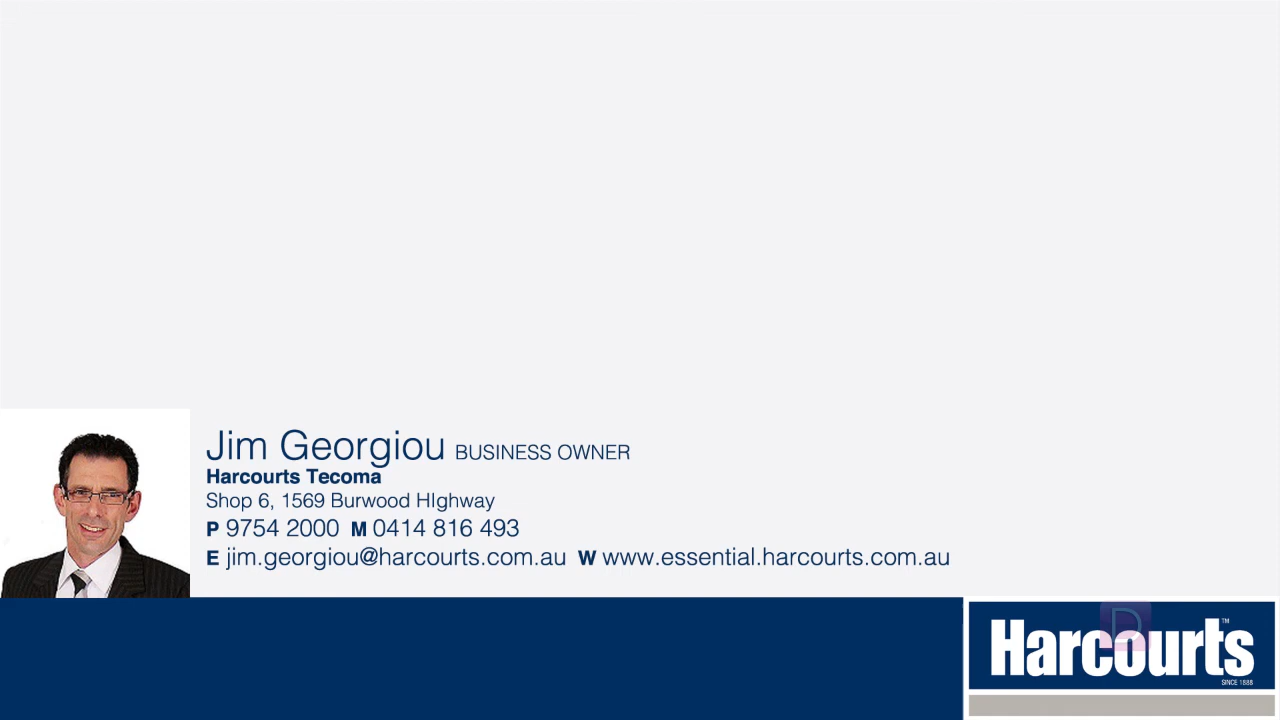 Jim Georgiou BUSINESS OWNER
Harcourts Tecoma
Shop 6, 1569 Burwood HIghway
P 9754 2000 M 0414 816 493
E jim.georgiou@harcourts.com.au W www.essential.harcourts.com.au
D
Harcourts™
SINCE 1888